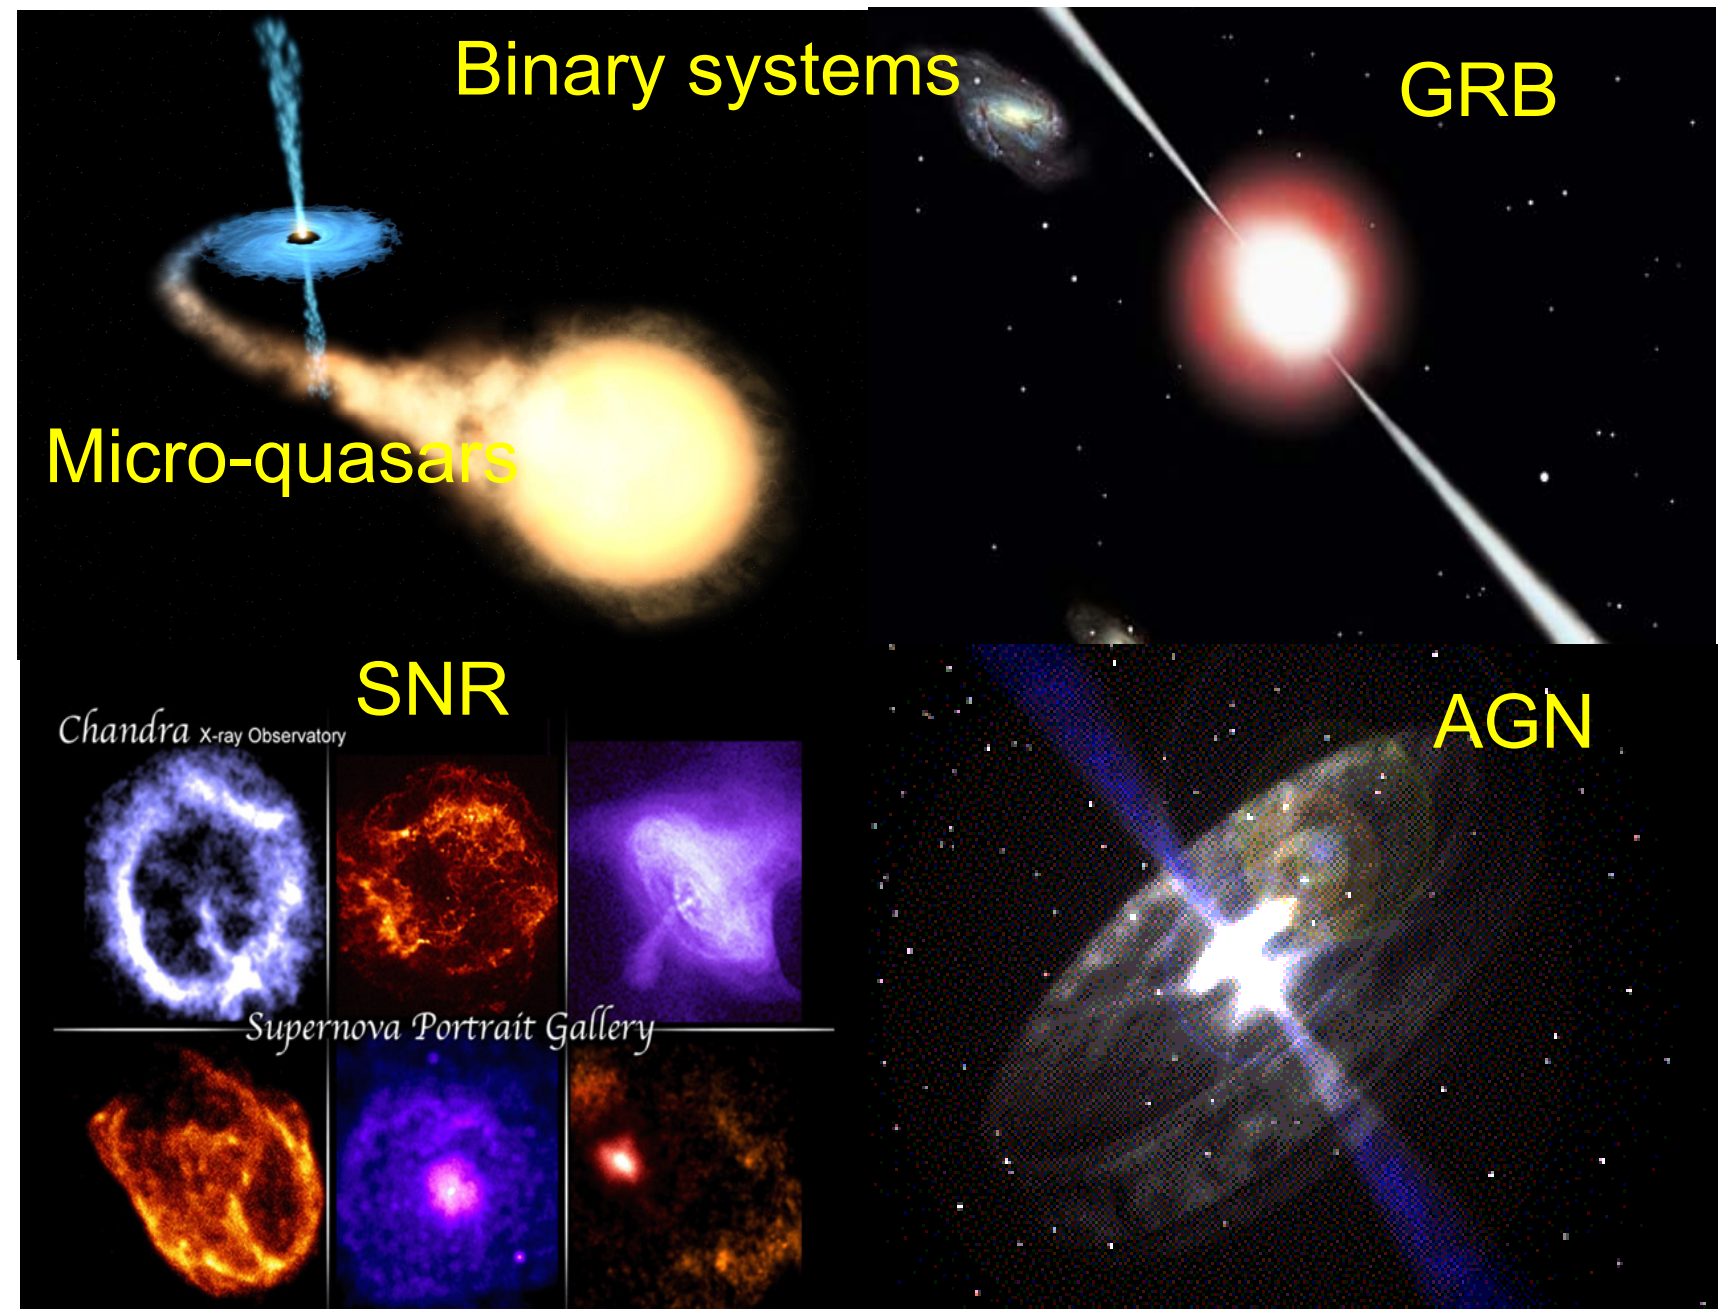 Binary systems
GRB
Micro-quasars
SNR
Chandra X-ray Observatory
Supernova Portrait Gallery
AGN